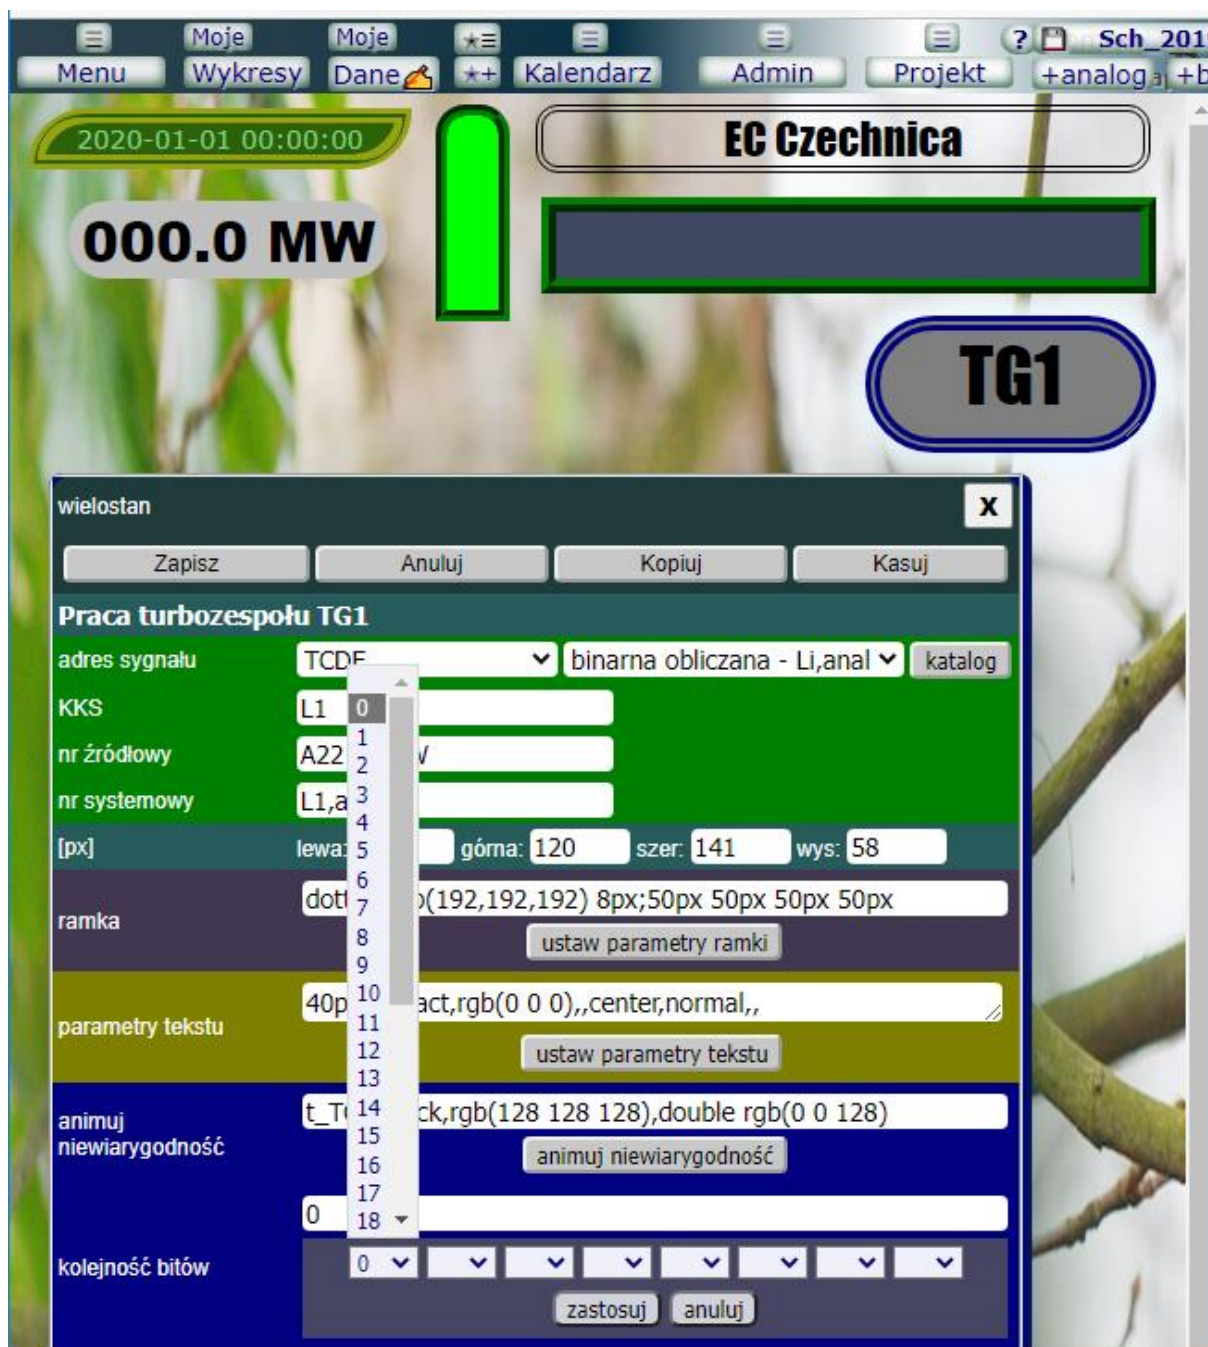 Moje Moje ★≡ ? Sch_201
Menu Wykresy Dane ★+ Kalendarz Admin Projekt +analog +b
2020-01-01 00:00:00
EC Czechnica
000.0 MW
TG1
wielostan X
Zapisz Anuluj Kopiuj Kasuj
Praca turbozespołu TG1
adres sygnału TCDF binarna obliczana - Li,anal katalog
KKS L1
nr źródłowy A22
nr systemowy L1,a
[px] lewa: górna: 120 szer: 141 wys: 58
ramka
dott (192,192,192) 8px;50px 50px 50px 50px
ustaw parametry ramki
parametry tekstu
40p act,rgb(0 0 0),,center,normal,,
ustaw parametry tekstu
animuj
niewiarygodność
t_T ck,rgb(128 128 128),double rgb(0 0 128)
animuj niewiarygodność
0
kolejność bitów
0
zastosuj anuluj
0
1
2
3
4
5
6
7
8
9
10
11
12
13
14
15
16
17
18